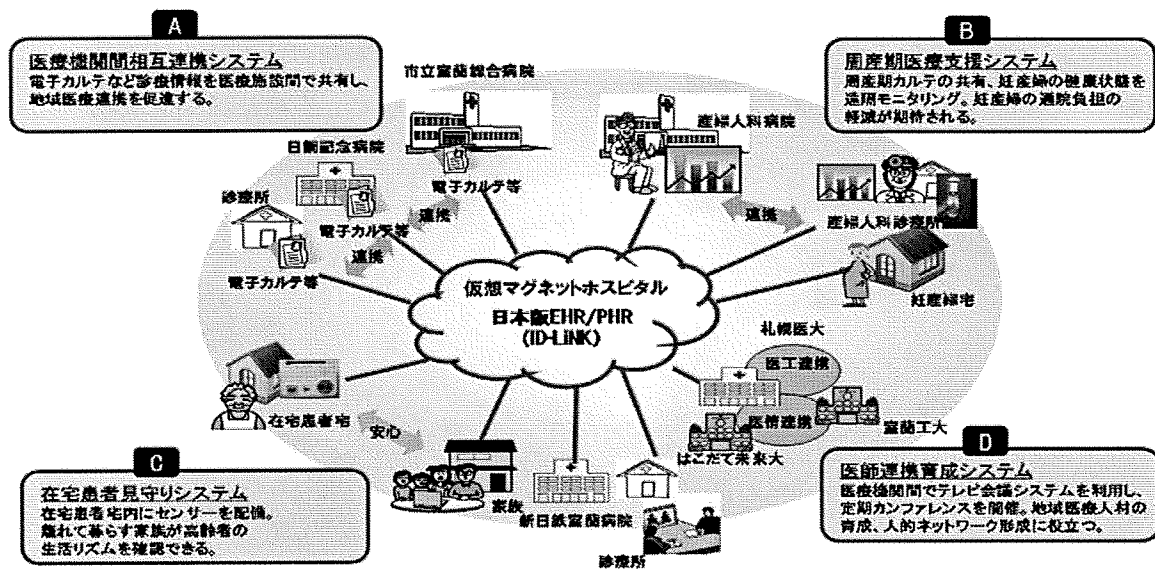 A
医療機関間相互連携システム
電子カルテなど診療情報を医療施設間で共有し、
地域医療連携を促進する。
B
周産期医療支援システム
周産期カルテの共有、妊産婦の健康状態を
遠隔モニタリング。妊産婦の通院負担の
軽減が期待される。
市立室蘭総合病院
電子カルテ等
産婦人科病院
日鋼記念病院
電子カルテ等
診療所
電子カルテ等
連携
連携
連携
産婦人科診療所
妊産婦宅
仮想マグネットホスピタル
日本版EHR/PHR
(ID-LiNK)
札幌医大
医工連携
医情連携
室蘭工大
はこだて未来大
在宅患者宅
安心
家族
新日鉄室蘭病院
診療所
C
在宅患者見守りシステム
在宅患者宅内にセンサーを配備。
離れて暮らす家族が高齢者の
生活リズムを確認できる。
D
医師連携育成システム
医療機関間でテレビ会議システムを利用し、
定期カンファレンスを開催。地域医療人材の
育成、人的ネットワーク形成に役立つ。